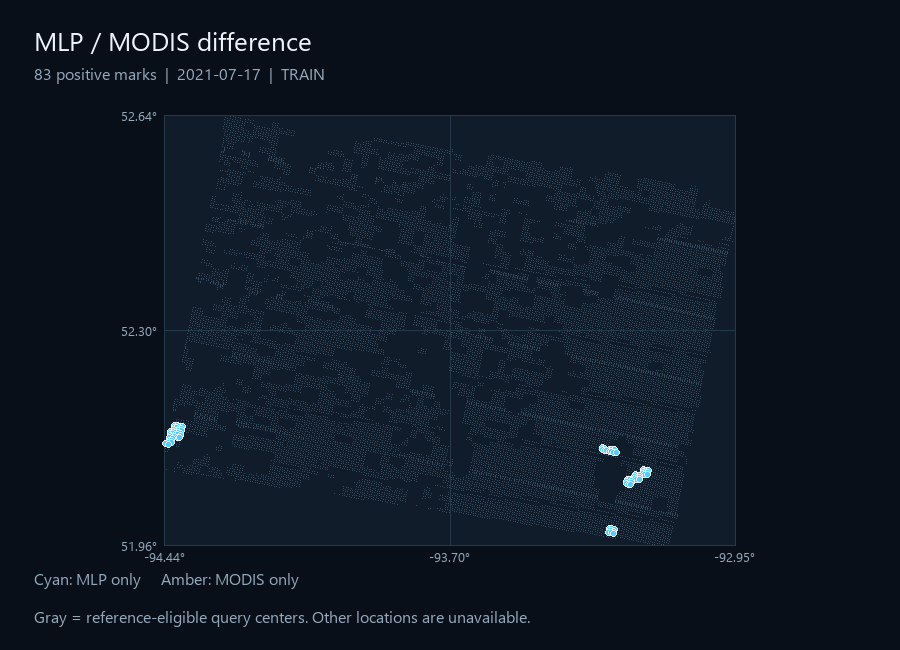 MLP / MODIS difference
83 positive marks | 2021-07-17 | TRAIN
52.64°
52.30°
51.96°
-94.44° -93.70° -92.95°
Cyan: MLP only Amber: MODIS only
Gray = reference-eligible query centers. Other locations are unavailable.